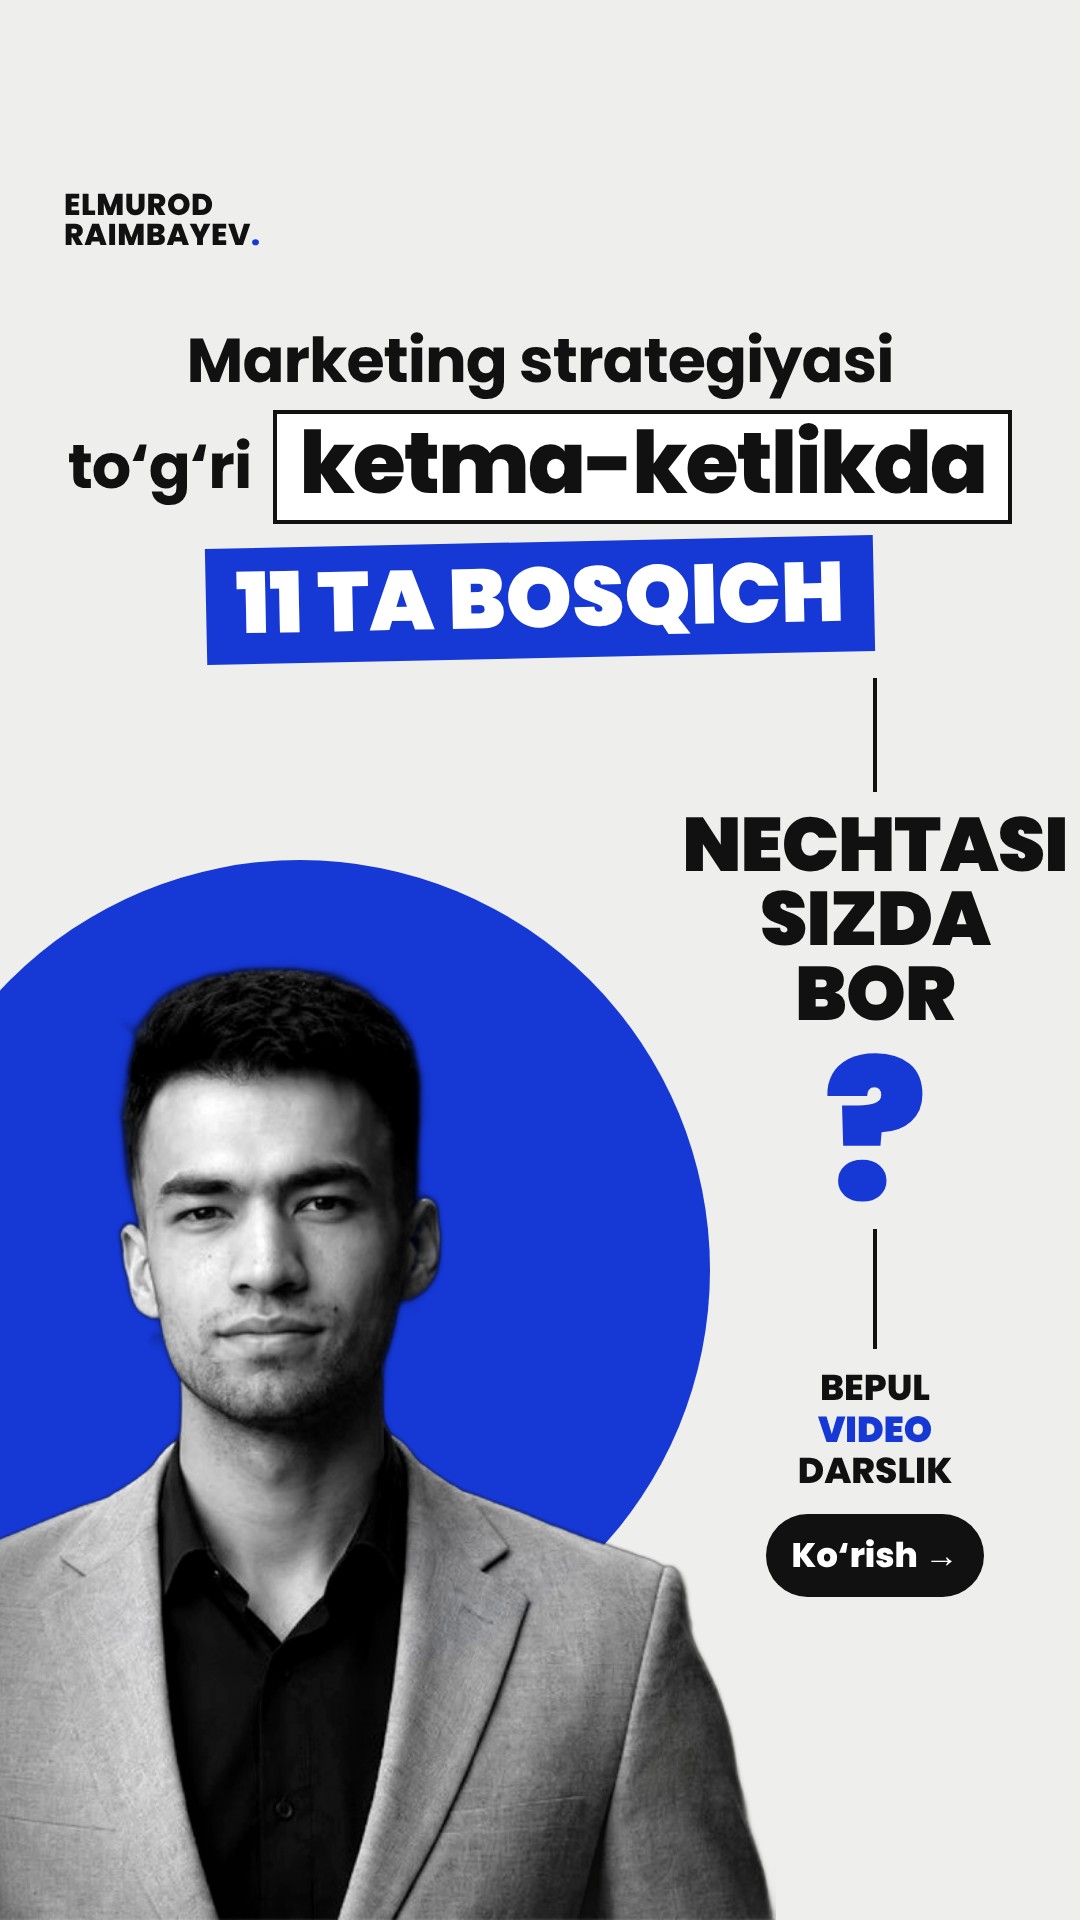 ELMUROD
RAIMBAYEV.
Marketing strategiyasi
to‘g‘ri ketma-ketlikda
11 TA BOSQICH
NECHTASI
SIZDA
BOR
?
BEPUL
VIDEO
DARSLIK
Ko‘rish →